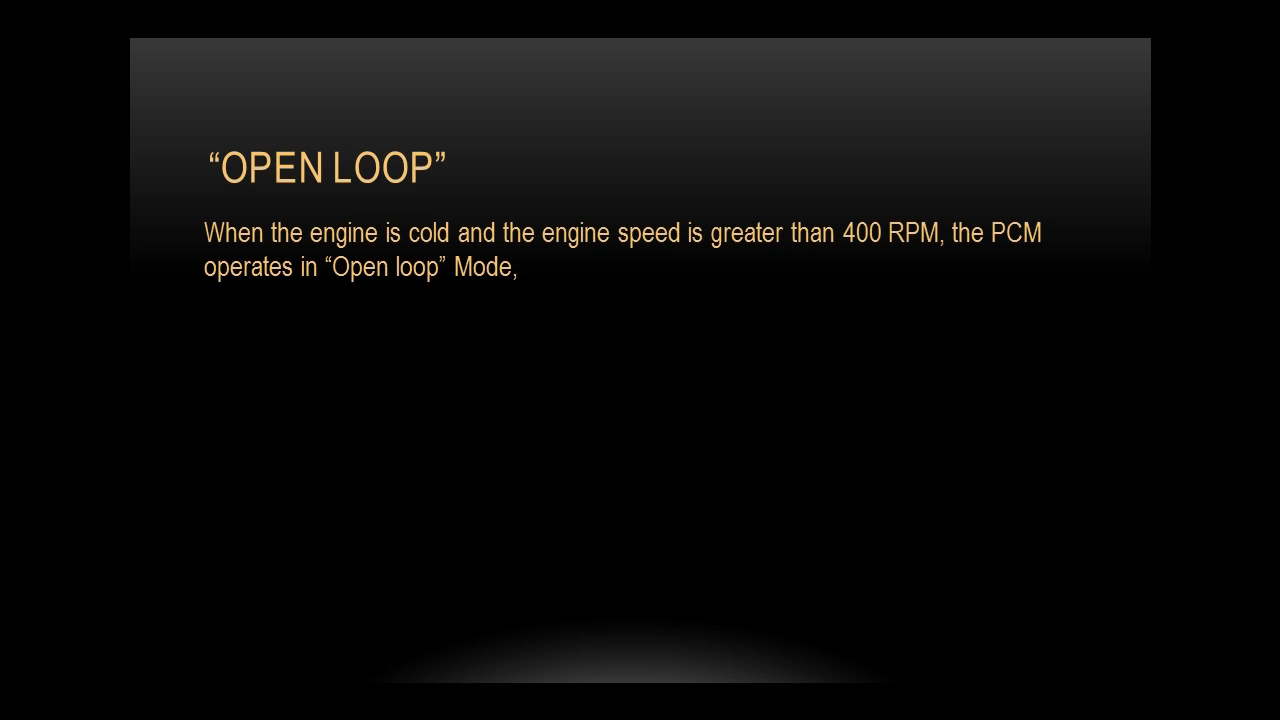 “OPEN LOOP”
When the engine is cold and the engine speed is greater than 400 RPM, the PCM
operates in “Open loop” Mode,